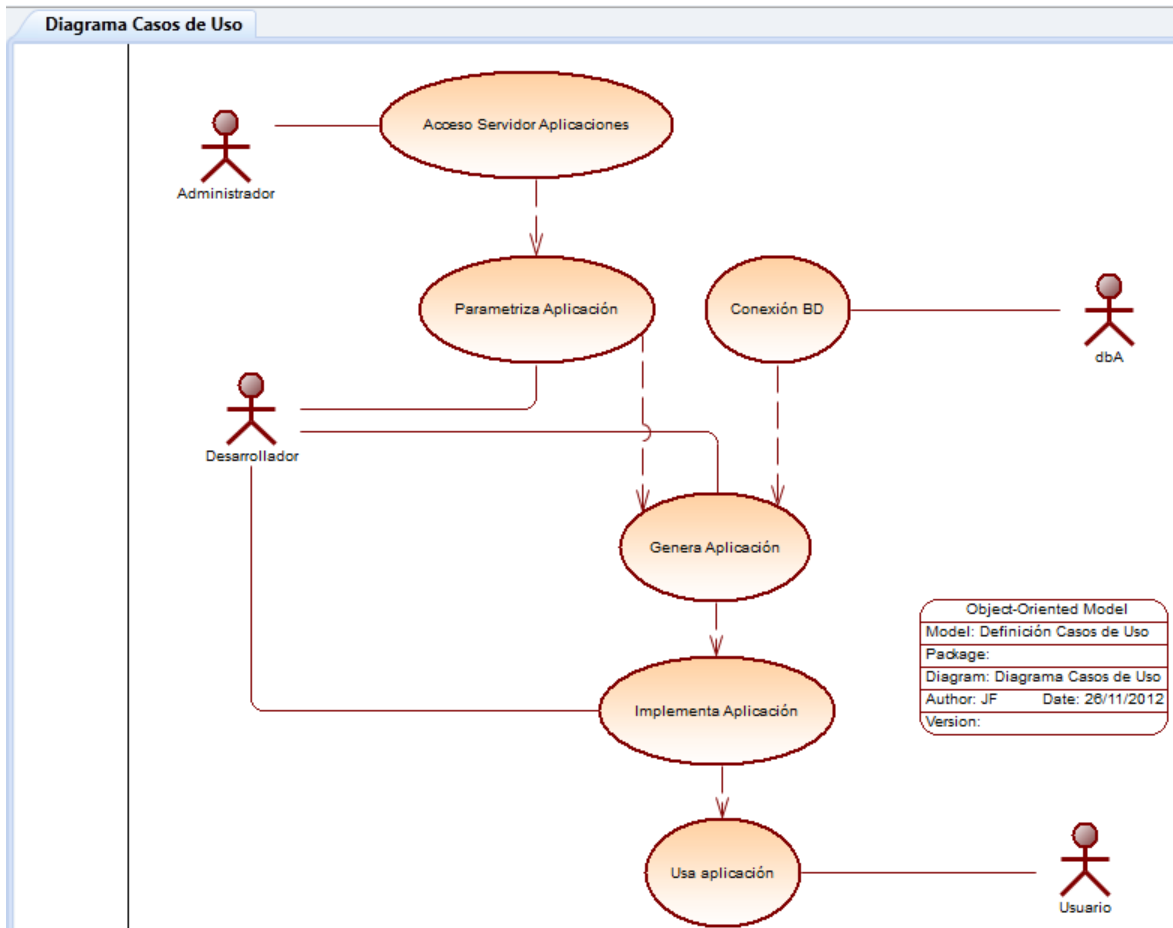 Diagrama Casos de Uso
Acceso Servidor Aplicaciones
Administrador
Parametriza Aplicación
Conexión BD
dbA
Desarrollador
Genera Aplicación
Object-Oriented Model
Model: Definición Casos de Uso
Package:
Diagram: Diagrama Casos de Uso
Author: JF Date: 26/11/2012
Version:
Implementa Aplicación
Usa aplicación
Usuario